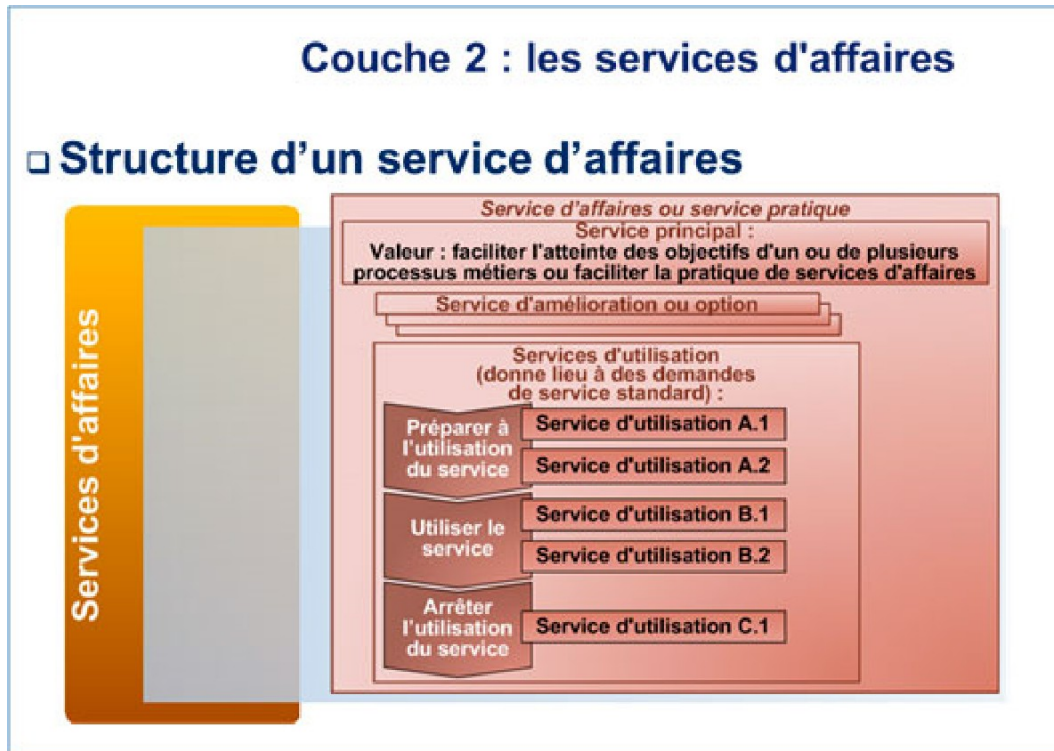 Couche 2 : les services d'affaires
❑ Structure d’un service d’affaires
Services d'affaires
Service d'affaires ou service pratique
Service principal :
Valeur : faciliter l'atteinte des objectifs d'un ou de plusieurs
processus métiers ou faciliter la pratique de services d'affaires
Service d'amélioration ou option
Services d'utilisation
(donne lieu à des demandes
de service standard) :
Préparer à
l'utilisation
du service
Service d'utilisation A.1
Service d'utilisation A.2
Utiliser le
service
Service d'utilisation B.1
Service d'utilisation B.2
Arrêter
l'utilisation
du service
Service d'utilisation C.1